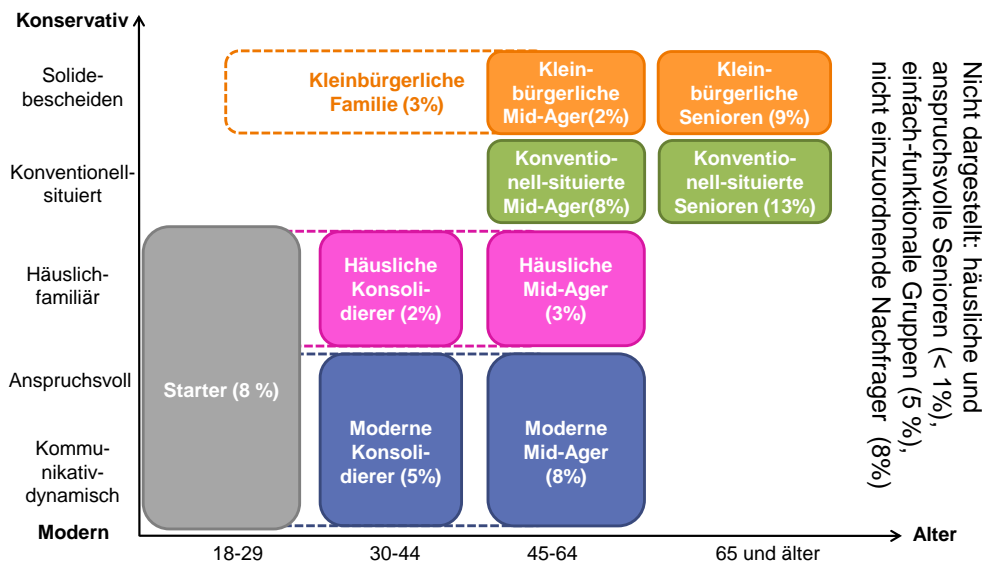 Konservativ
Solide-
bescheiden
Konventionell-
situiert
Häuslich-
familiär
Anspruchsvoll
Kommu-
nikativ-
dynamisch
Modern
Kleinbürgerliche
Familie (3%)
Klein-
bürgerliche
Mid-Ager(2%)
Klein-
bürgerliche
Senioren (9%)
Konventio-
nell-situierte
Mid-Ager(8%)
Konventio-
nell-situierte
Senioren (13%)
Häusliche
Konsoli-
dierer (2%)
Häusliche
Mid-Ager
(3%)
Starter (8 %)
Moderne
Konsoli-
dierer (5%)
Moderne
Mid-Ager
(8%)
18-29
30-44
45-64
65 und älter
Alter
Nicht dargestellt: häusliche und
anspruchsvolle Senioren (< 1%),
einfach-funktionale Gruppen (5 %),
nicht einzuordnende Nachfrager (8%)